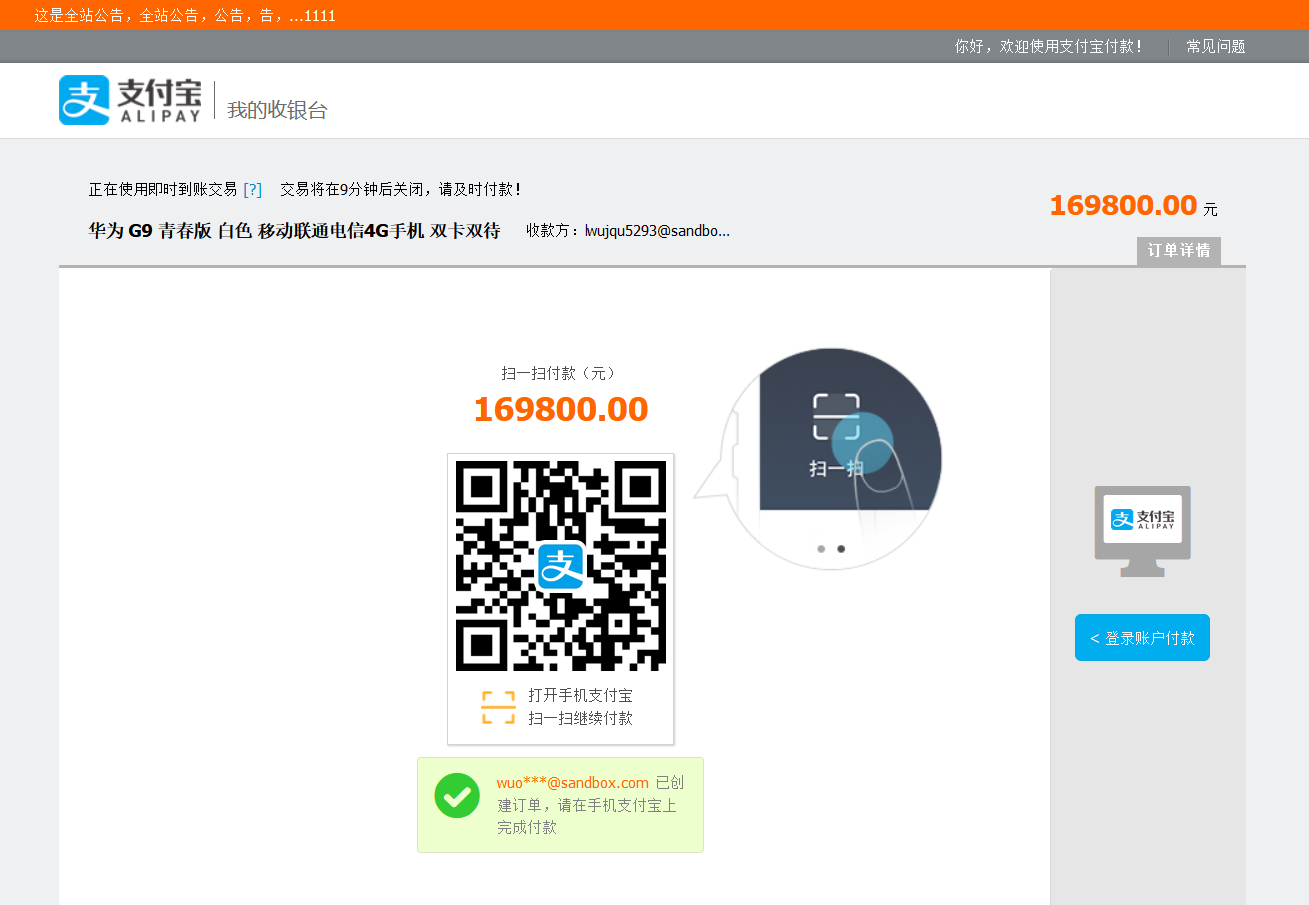 这是全站公告，全站公告，公告，告，...1111
你好，欢迎使用支付宝付款！ 常见问题
支 支付宝 ALIPAY 我的收银台
正在使用即时到账交易 [?] 交易将在9分钟后关闭，请及时付款！
169800.00 元
华为 G9 青春版 白色 移动联通电信4G手机 双卡双待 收款方：lwujqu5293@sandbo...
订单详情
扫一扫付款（元）
169800.00
扫一扫
支
支 支付宝 ALIPAY
< 登录账户付款
打开手机支付宝
扫一扫继续付款
wuo***@sandbox.com 已创
建订单，请在手机支付宝上
完成付款